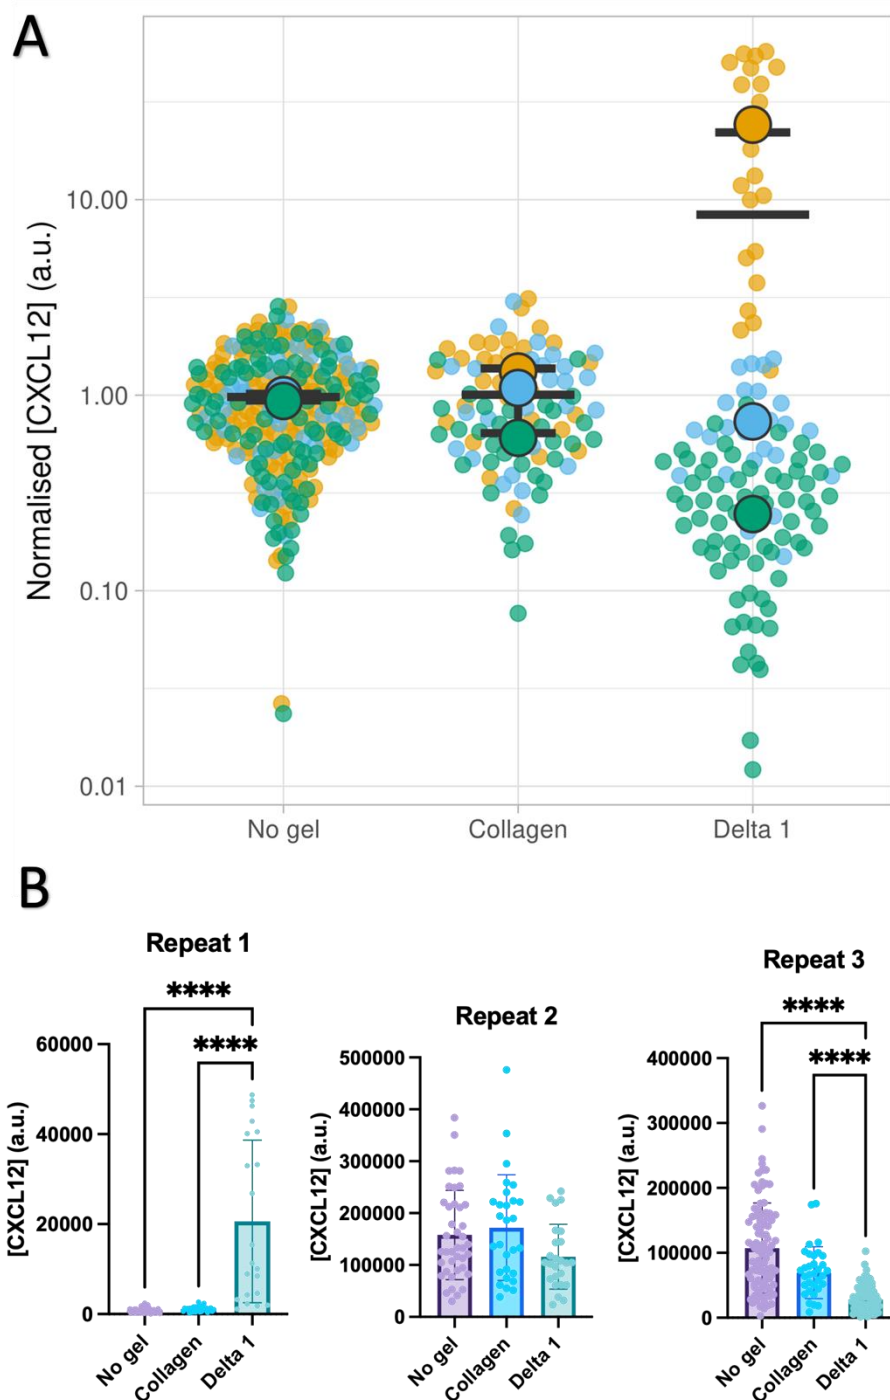 A
Normalised [CXCL12] (a.u.)
10.00
1.00
0.10
0.01
No gel
Collagen
Delta 1
B
Repeat 1
****
****
[CXCL12] (a.u.)
60000
40000
20000
0
No gel
Collagen
Delta 1
Repeat 2
[CXCL12] (a.u.)
500000
400000
300000
200000
100000
0
No gel
Collagen
Delta 1
Repeat 3
****
****
[CXCL12] (a.u.)
400000
300000
200000
100000
0
No gel
Collagen
Delta 1